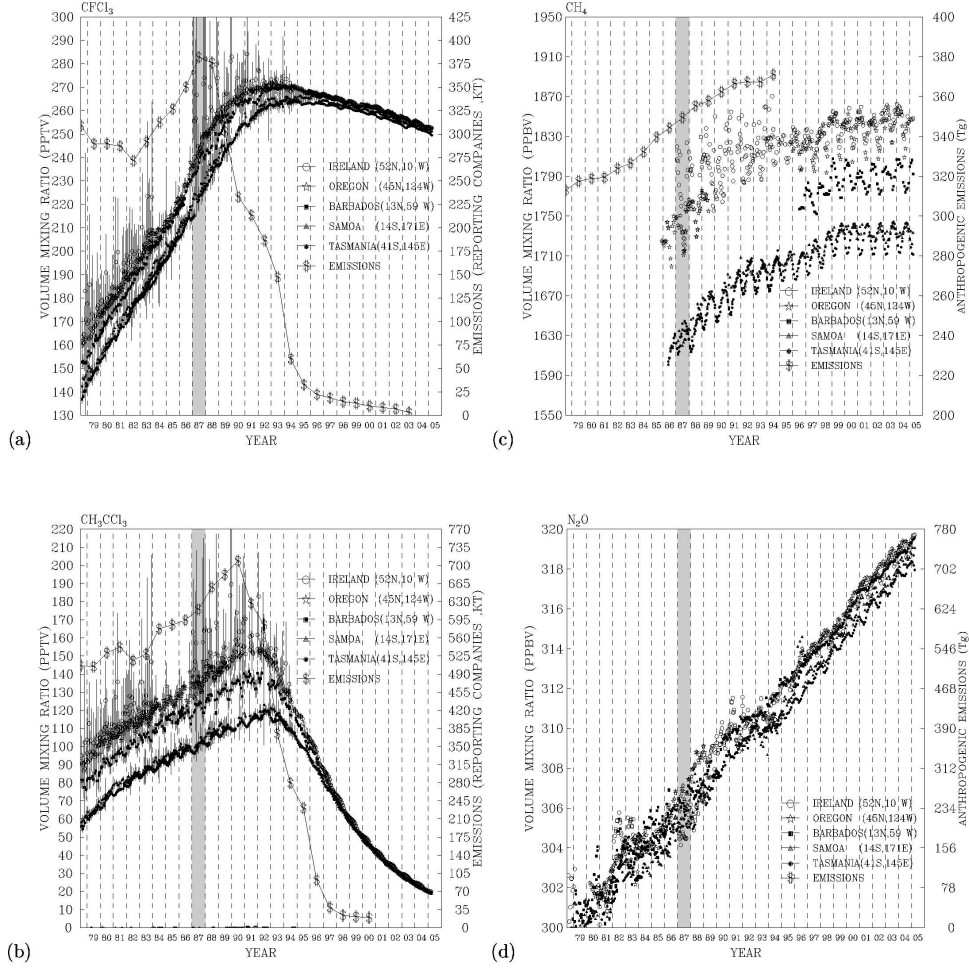 CFCl₃
VOLUME MIXING RATIO (PPTV)
300
290
280
270
260
250
240
230
220
210
200
190
180
170
160
150
140
130
425
400
375
350
325
300
275
250
225
200
175
150
125
100
75
50
25
0
EMISSIONS (REPORTING COMPANIES ,KT)
IRELAND (52N,10 W)
OREGON (45N,124W)
BARBADOS(13N,59 W)
SAMOA (14S,171E)
TASMANIA(41S,145E)
EMISSIONS
79 80 81 82 83 84 85 86 87 88 89 90 91 92 93 94 95 96 97 98 99 00 01 02 03 04 05
YEAR
(a)
CH₄
VOLUME MIXING RATIO (PPBV)
1950
1910
1870
1830
1790
1750
1710
1670
1630
1590
1550
400
380
360
340
320
300
280
260
240
220
200
ANTHROPOGENIC EMISSIONS (Tg)
IRELAND (52N,10 W)
OREGON (45N,124W)
BARBADOS(13N,59 W)
SAMOA (14S,171E)
TASMANIA(41S,145E)
EMISSIONS
79 80 81 82 83 84 85 86 87 88 89 90 91 92 93 94 95 96 97 98 99 00 01 02 03 04 05
YEAR
(c)
CH₃CCl₃
VOLUME MIXING RATIO (PPTV)
220
210
200
190
180
170
160
150
140
130
120
110
100
90
80
70
60
50
40
30
20
10
0
770
735
700
665
630
595
560
525
490
455
420
385
350
315
280
245
210
175
140
105
70
35
0
EMISSIONS (REPORTING COMPANIES ,KT)
IRELAND (52N,10 W)
OREGON (45N,124W)
BARBADOS(13N,59 W)
SAMOA (14S,171E)
TASMANIA(41S,145E)
EMISSIONS
79 80 81 82 83 84 85 86 87 88 89 90 91 92 93 94 95 96 97 98 99 00 01 02 03 04 05
YEAR
(b)
N₂O
VOLUME MIXING RATIO (PPBV)
320
318
316
314
312
310
308
306
304
302
300
780
702
624
546
468
390
312
234
156
78
0
ANTHROPOGENIC EMISSIONS (Tg)
IRELAND (52N,10 W)
OREGON (45N,124W)
BARBADOS(13N,59 W)
SAMOA (14S,171E)
TASMANIA(41S,145E)
EMISSIONS
79 80 81 82 83 84 85 86 87 88 89 90 91 92 93 94 95 96 97 98 99 00 01 02 03 04 05
YEAR
(d)